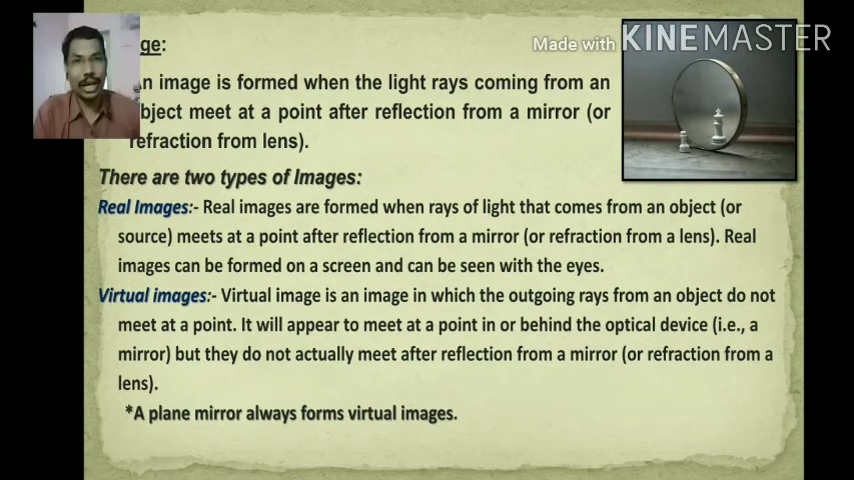 ge:
Made with KINEMASTER
n image is formed when the light rays coming from an
bject meet at a point after reflection from a mirror (or
refraction from lens).
There are two types of Images:
Real Images:- Real images are formed when rays of light that comes from an object (or
source) meets at a point after reflection from a mirror (or refraction from a lens). Real
images can be formed on a screen and can be seen with the eyes.
Virtual images:- Virtual image is an image in which the outgoing rays from an object do not
meet at a point. It will appear to meet at a point in or behind the optical device (i.e., a
mirror) but they do not actually meet after reflection from a mirror (or refraction from a
lens).
*A plane mirror always forms virtual images.